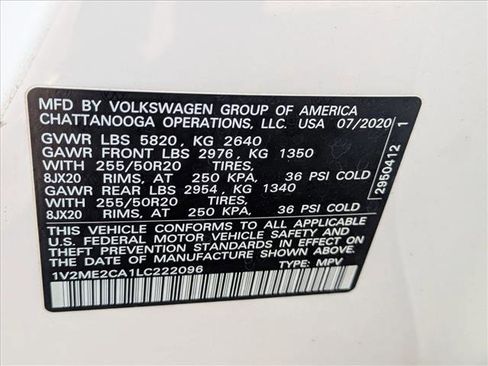 MFD BY VOLKSWAGEN GROUP OF AMERICA
CHATTANOOGA OPERATIONS, LLC. USA 07/2020
GVWR LBS 5820, KG 2640
GAWR FRONT LBS 2976, KG 1350
WITH 255/50R20 TIRES,
8JX20 RIMS, AT 250 KPA, 36 PSI COLD
GAWR REAR LBS 2954, KG 1340
WITH 255/50R20 TIRES,
8JX20 RIMS, AT 250 KPA, 36 PSI COLD
THIS VEHICLE CONFORMS TO ALL APPLICABLE
U.S. FEDERAL MOTOR VEHICLE SAFETY AND
THEFT PREVENTION STANDARDS IN EFFECT ON
THE DATE OF MANUFACTURE SHOWN ABOVE.
1V2ME2CA1LC222096 TYPE: MPV
2950412 1